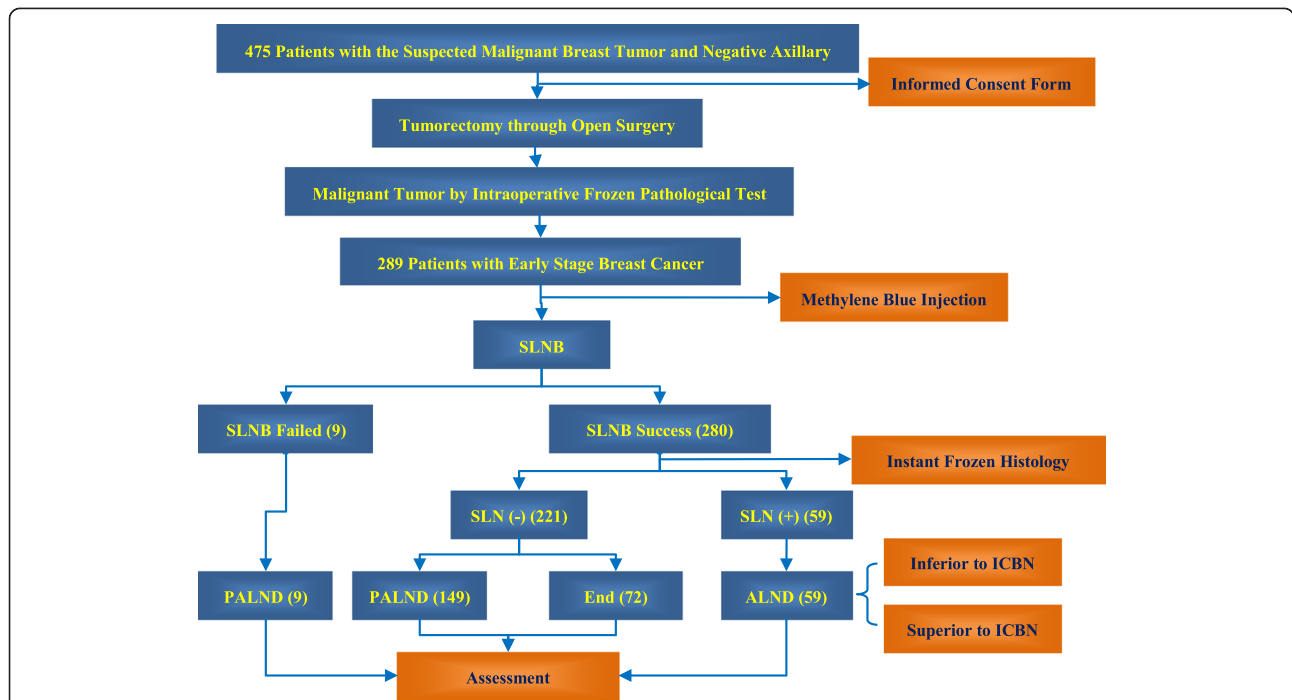 475 Patients with the Suspected Malignant Breast Tumor and Negative Axillary
Informed Consent Form
Tumorectomy through Open Surgery
Malignant Tumor by Intraoperative Frozen Pathological Test
289 Patients with Early Stage Breast Cancer
Methylene Blue Injection
SLNB
SLNB Failed (9)
SLNB Success (280)
Instant Frozen Histology
SLN (-) (221)
SLN (+) (59)
Inferior to ICBN
PALND (9)
PALND (149)
End (72)
ALND (59)
Superior to ICBN
Assessment